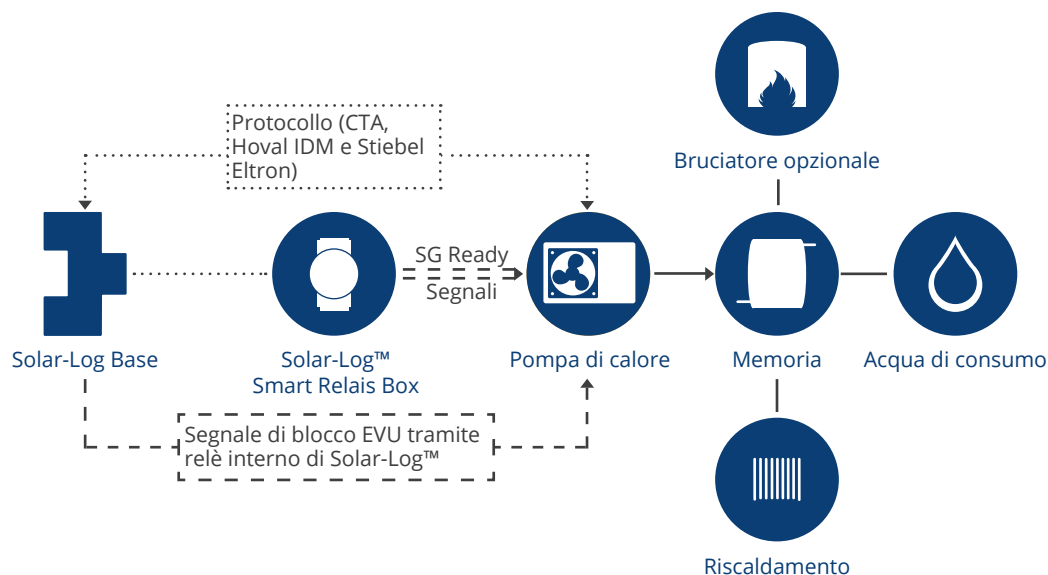 Protocollo (CTA,
Hoval IDM e Stiebel
Eltron)
Bruciatore opzionale
SG Ready
Segnali
Solar-Log Base
Solar-Log™
Smart Relais Box
Pompa di calore
Memoria
Acqua di consumo
Segnale di blocco EVU tramite
relè interno di Solar-Log™
Riscaldamento